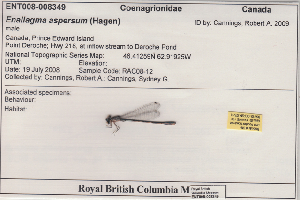 ENT008-008349 Coenagrionidae Canada
Enallagma aspersum (Hagen) ID by: Cannings, Robert A. 2009
male
Canada, Prince Edward Island
Point Deroche; Hwy 218, at inflow stream to Deroche Pond
National Topographic Series Map: 46.41259N 62.91925W
UTM: Elevation:
Date: 19 July 2008 Sample Code: RAC08-12
Collected by: Cannings, Robert A.; Cannings, Sydney G.
Associated specimens:
Behaviour:
Habitat:
Royal British Columbia M